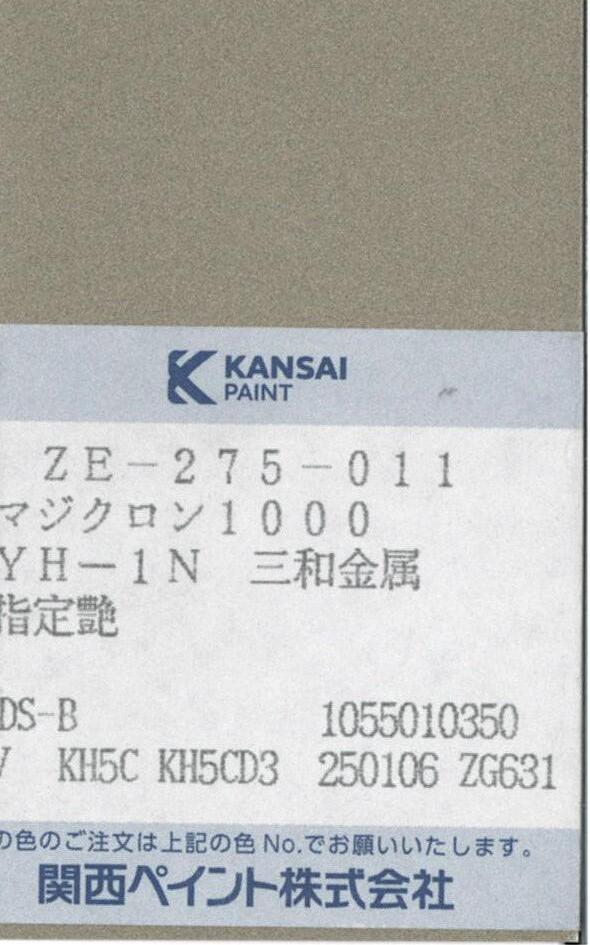 KANSAI
PAINT
ZE-275-011
マジクロン1000
YH-1N 三和金属
指定艶
DS-B 1055010350
KH5C KH5CD3 250106 ZG631
の色のご注文は上記の色No.でお願いいたします。
関西ペイント株式会社